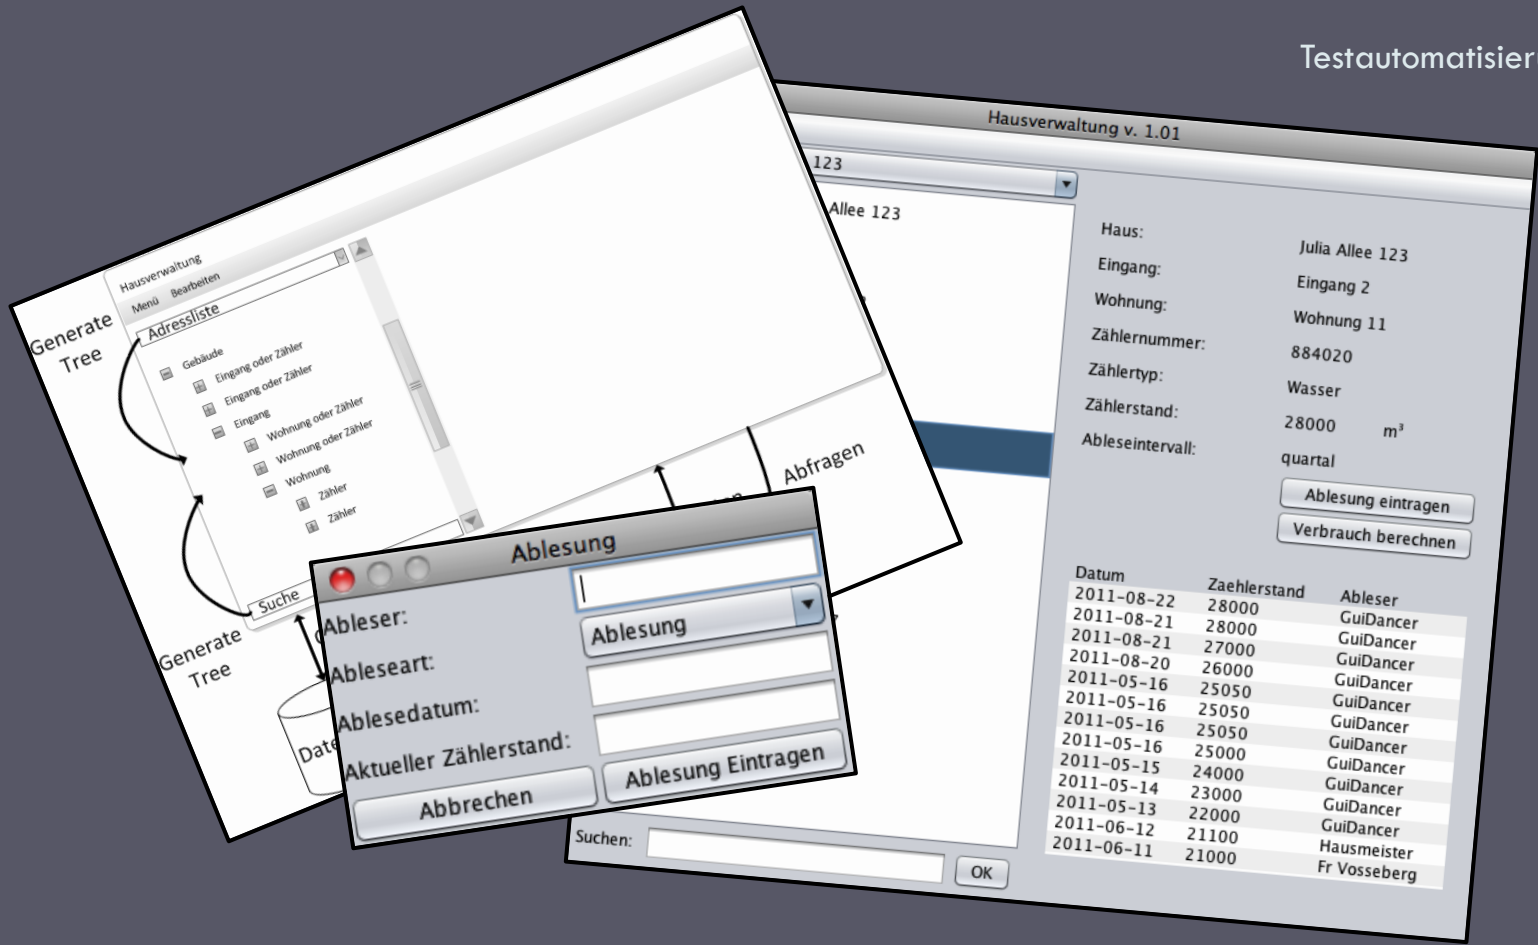 Testautomatisier
Hausverwaltung
Menü Bearbeiten
Adressliste
Gebäude
Eingang oder Zähler
Eingang oder Zähler
Eingang
Wohnung oder Zähler
Wohnung oder Zähler
Wohnung
Zähler
Zähler
Suche
Generate
Tree
Generate
Tree
Date
Abfragen
Ablesung
Ableser:
Ableseart: Ablesung
Ablesedatum:
Aktueller Zählerstand:
Abbrechen Ablesung Eintragen
Hausverwaltung v. 1.01
123
Allee 123
Haus: Julia Allee 123
Eingang: Eingang 2
Wohnung: Wohnung 11
Zählernummer: 884020
Zählertyp: Wasser
Zählerstand: 28000 m³
Ableseintervall: quartal
Ablesung eintragen
Verbrauch berechnen
Datum Zaehlerstand Ableser
2011-08-22 28000 GuiDancer
2011-08-21 28000 GuiDancer
2011-08-21 27000 GuiDancer
2011-08-20 26000 GuiDancer
2011-05-16 25050 GuiDancer
2011-05-16 25050 GuiDancer
2011-05-16 25050 GuiDancer
2011-05-16 25000 GuiDancer
2011-05-15 24000 GuiDancer
2011-05-14 23000 GuiDancer
2011-05-13 22000 GuiDancer
2011-06-12 21100 Hausmeister
2011-06-11 21000 Fr Vosseberg
Suchen: OK